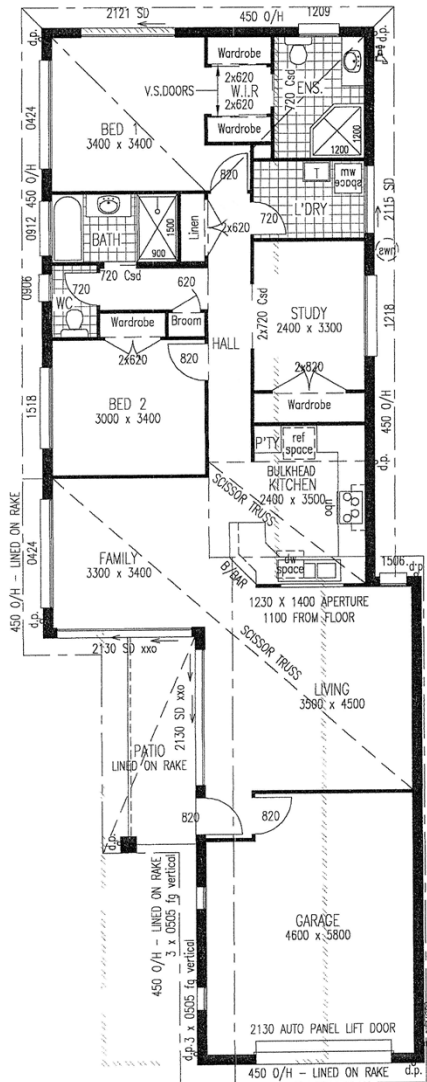 2121 SD
450 O/H
1209
d.p.
d.p.
Wardrobe
2x620
W.I.R
2x620
V.S.DOORS
Wardrobe
720 Csd
ENS.
1200
1200
BED 1
3400 x 3400
0424
450 O/H
820
T
mw
space
L'DRY
720
2115 SD
0912
BATH
1500
900
Linen
2x620
720 Csd
620
0906
WC
720
Wardrobe
Broom
2x620
820
HALL
2x720 Csd
STUDY
2400 x 3300
1218
2x820
Wardrobe
450 O/H
1518
BED 2
3000 x 3400
P'TY
ref
space
BULKHEAD
KITCHEN
2400 x 3500
d.p.
SCISSOR TRUSS
0424
FAMILY
3300 x 3400
B/BAR
dw
space
1506
d.p
1230 X 1400 APERTURE
1100 FROM FLOOR
450 O/H - LINED ON RAKE
d.p.
2130 SD xxo
2130 SD xxo
SCISSOR TRUSS
LIVING
3500 x 4500
PATIO
LINED ON RAKE
820
820
d.p.
450 O/H - LINED ON RAKE
3 x 0505 fg vertical
GARAGE
4600 x 5800
3 x 0505 fg vertical
2130 AUTO PANEL LIFT DOOR
d.p.
d.p.
450 O/H - LINED ON RAKE